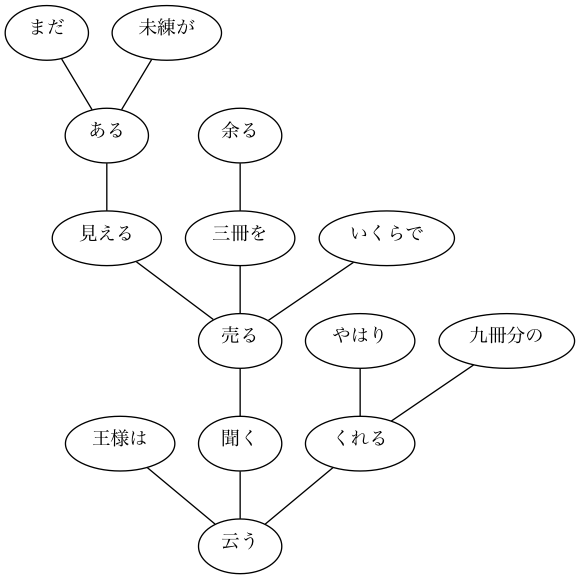 まだ
未練が
ある
余る
見える
三冊を
いくらで
売る
やはり
九冊分の
王様は
聞く
くれる
云う